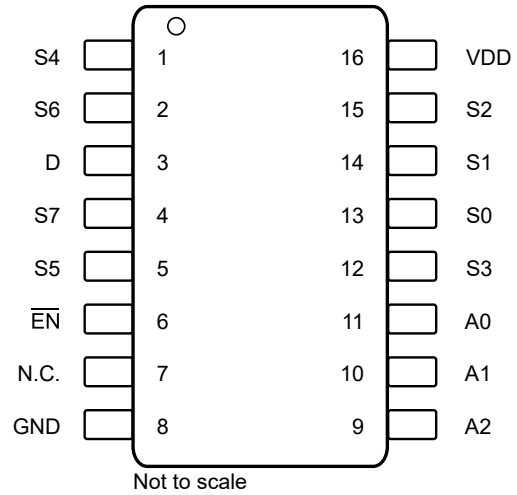 S4 1 16 VDD
S6 2 15 S2
D 3 14 S1
S7 4 13 S0
S5 5 12 S3
E̅N̅ 6 11 A0
N.C. 7 10 A1
GND 8 9 A2
Not to scale